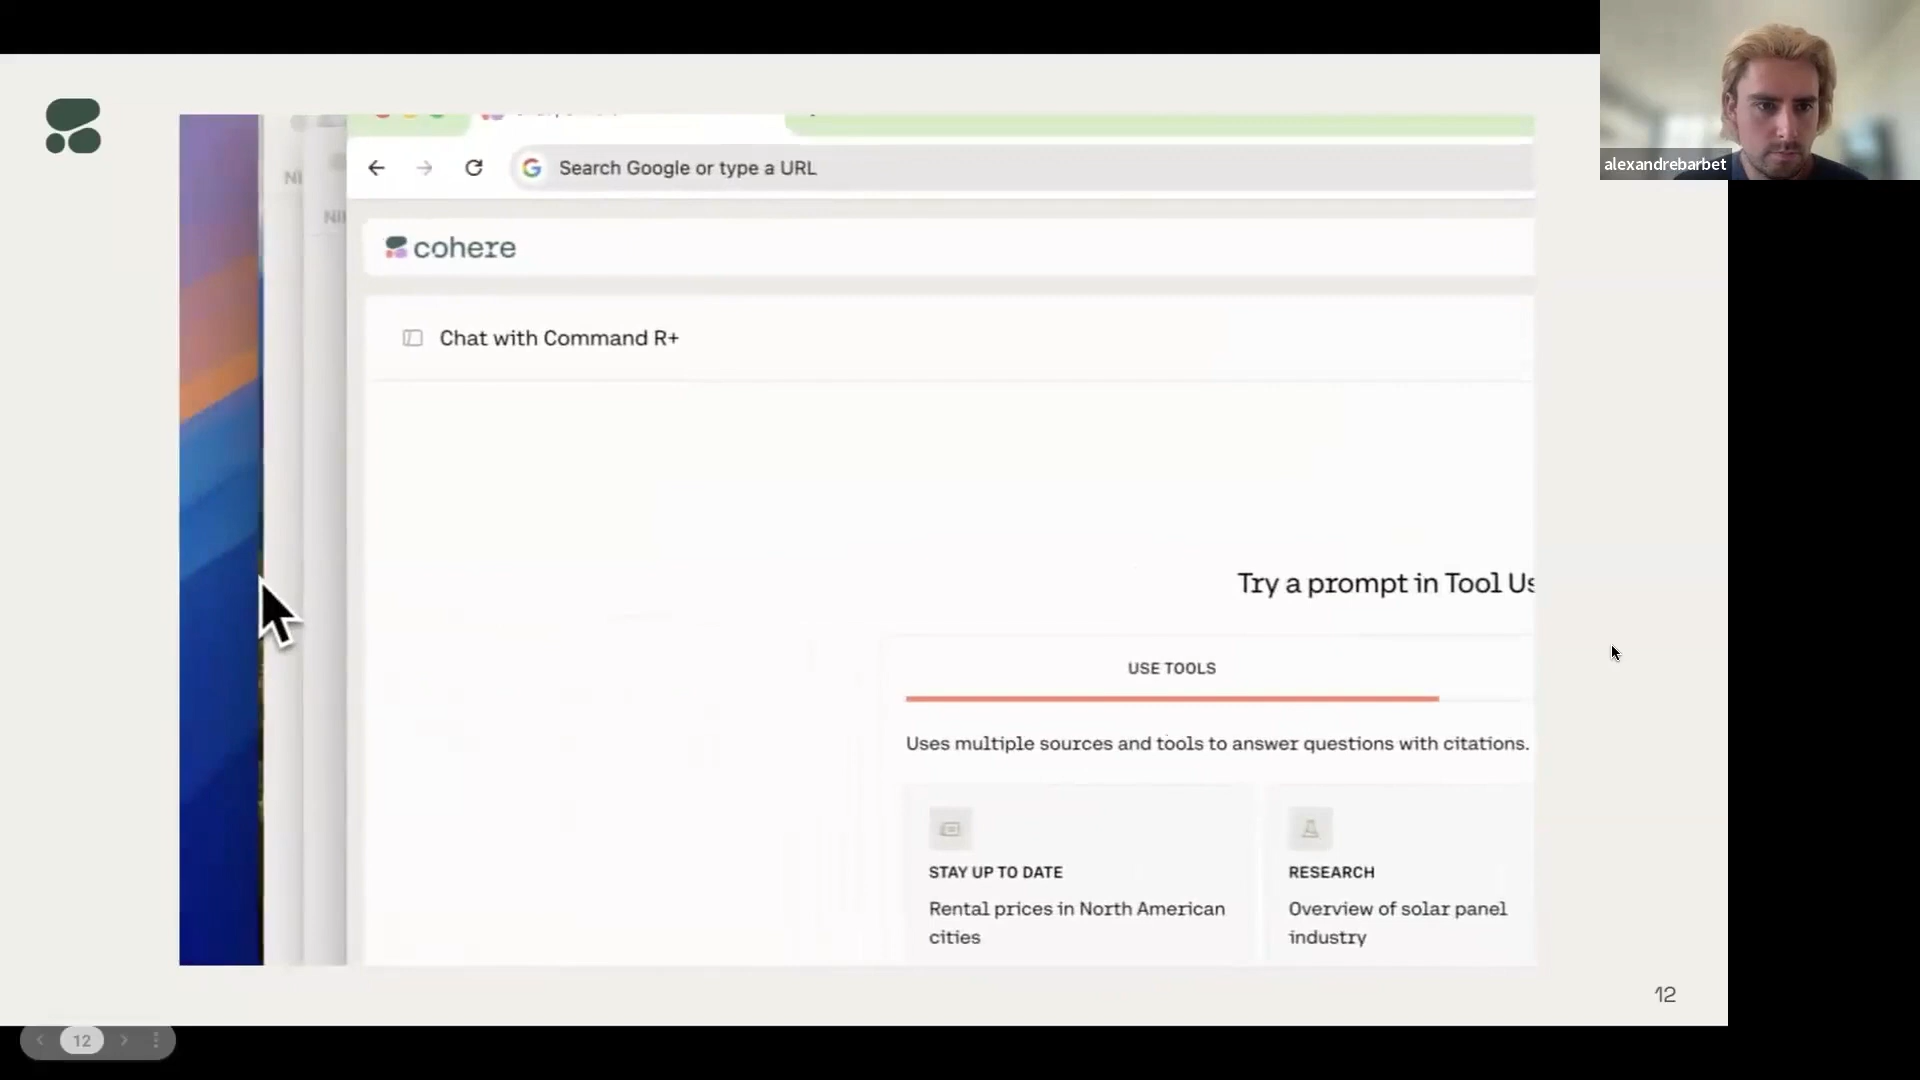 alexandrebarbet
Search Google or type a URL
NI
NI
cohere
Chat with Command R+
Try a prompt in Tool Us
USE TOOLS
Uses multiple sources and tools to answer questions with citations.
STAY UP TO DATE
Rental prices in North American
cities
RESEARCH
Overview of solar panel
industry
12
12